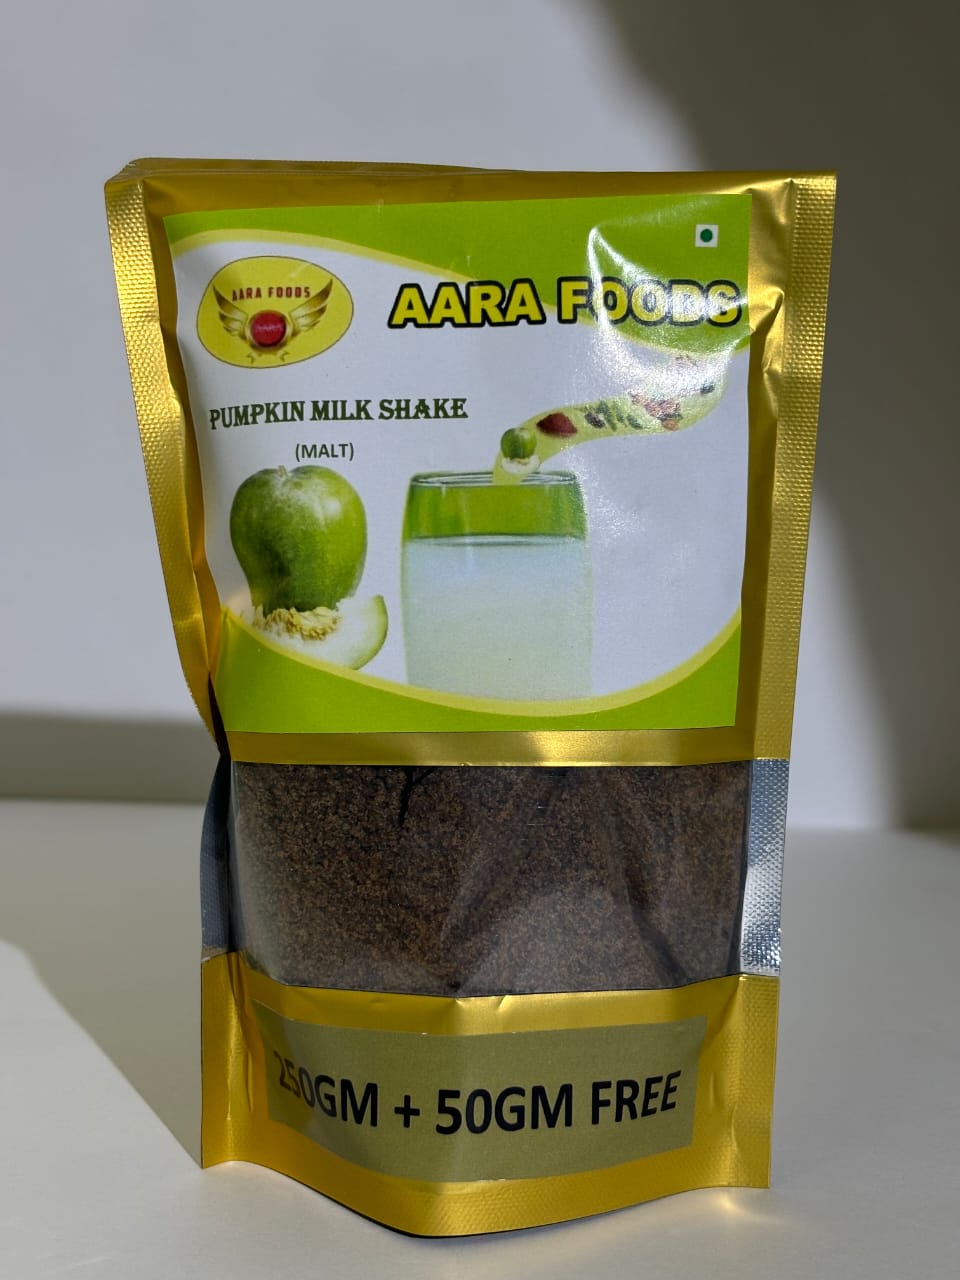 AARA FOODS
AARA FOODS
PUMPKIN MILK SHAKE
(MALT)
250GM + 50GM FREE